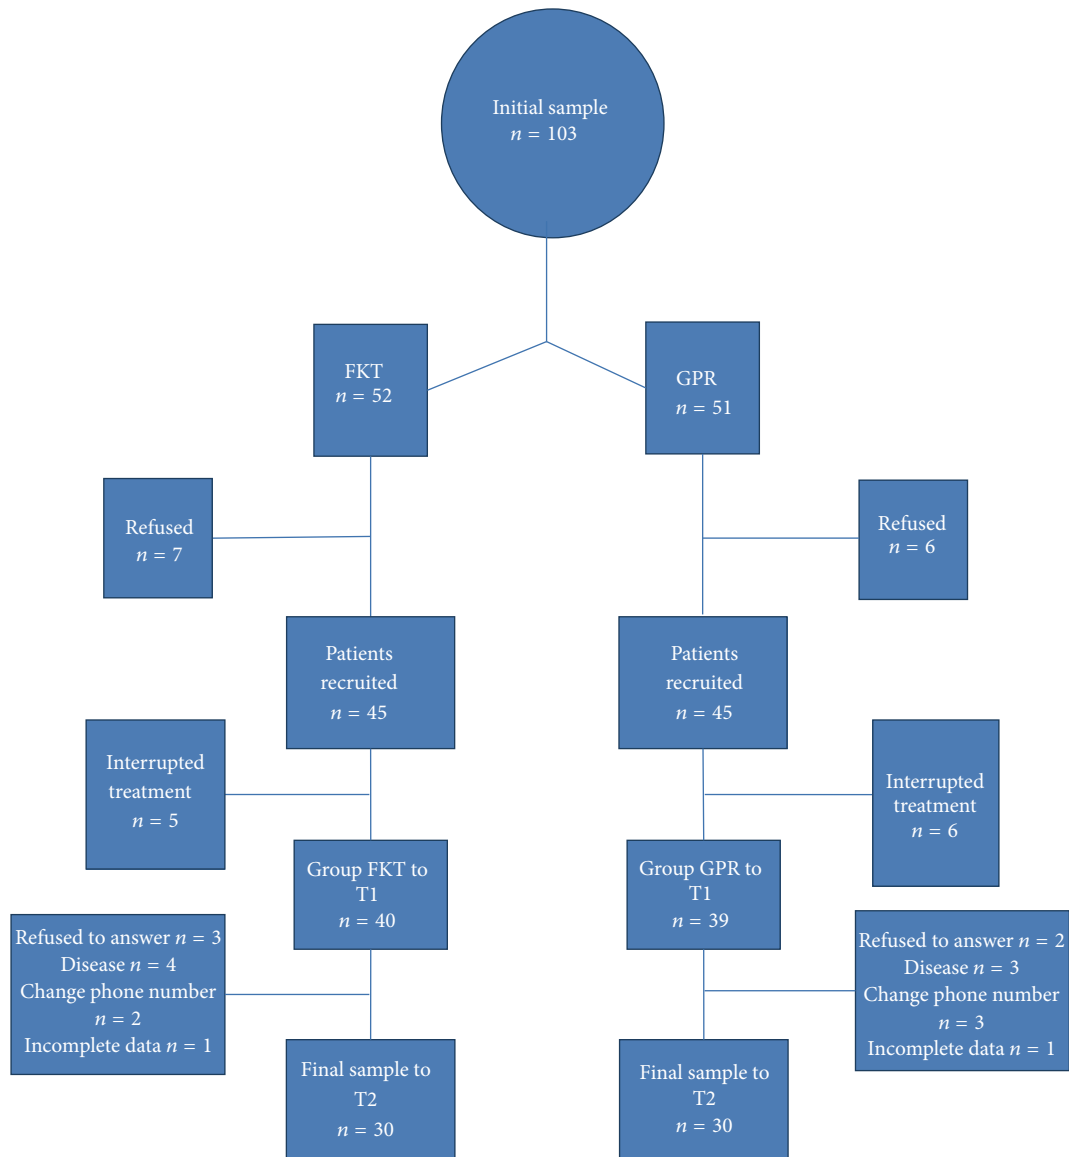 Initial sample
n = 103
FKT
n = 52
GPR
n = 51
Refused
n = 7
Refused
n = 6
Patients
recruited
n = 45
Patients
recruited
n = 45
Interrupted
treatment
n = 5
Interrupted
treatment
n = 6
Group FKT to
T1
n = 40
Group GPR to
T1
n = 39
Refused to answer n = 3
Disease n = 4
Change phone number
n = 2
Incomplete data n = 1
Refused to answer n = 2
Disease n = 3
Change phone number
n = 3
Incomplete data n = 1
Final sample to
T2
n = 30
Final sample to
T2
n = 30